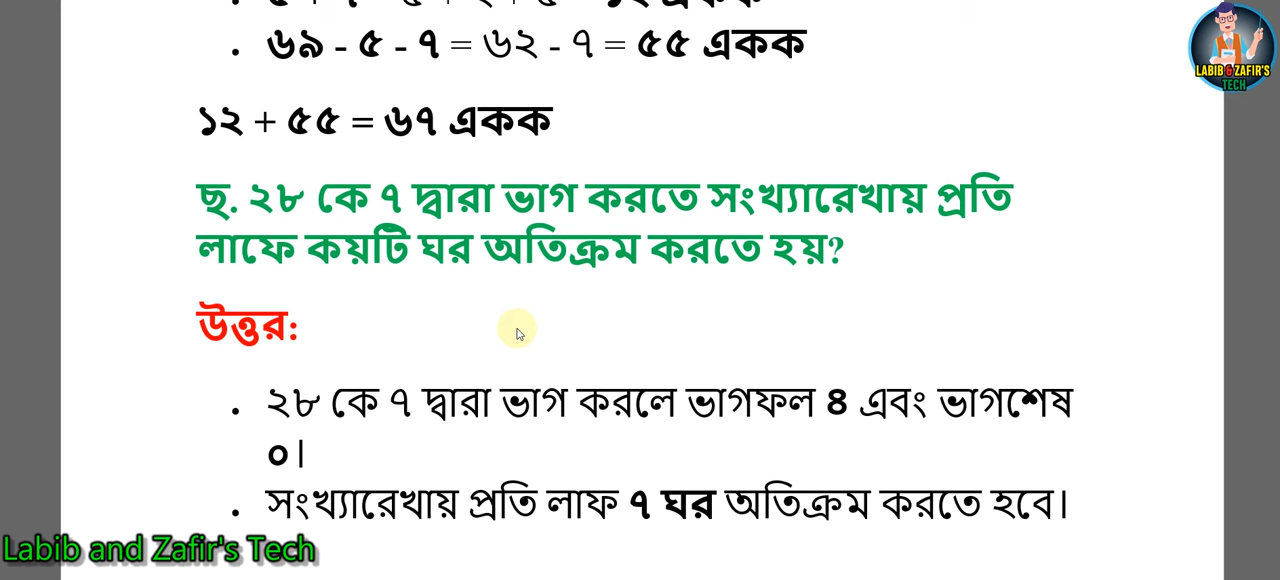 . ৬৯ - ৫ - ৭ = ৬২ - ৭ = ৫৫ একক
১২ + ৫৫ = ৬৭ একক
ছ. ২৮ কে ৭ দ্বারা ভাগ করতে সংখ্যারেখায় প্রতি
লাফে কয়টি ঘর অতিক্রম করতে হয়?
উত্তর:
. ২৮ কে ৭ দ্বারা ভাগ করলে ভাগফল ৪ এবং ভাগশেষ
০।
. সংখ্যারেখায় প্রতি লাফ ৭ ঘর অতিক্রম করতে হবে।
LABIB & ZAFIR'S
TECH
Labib and Zafir's Tech